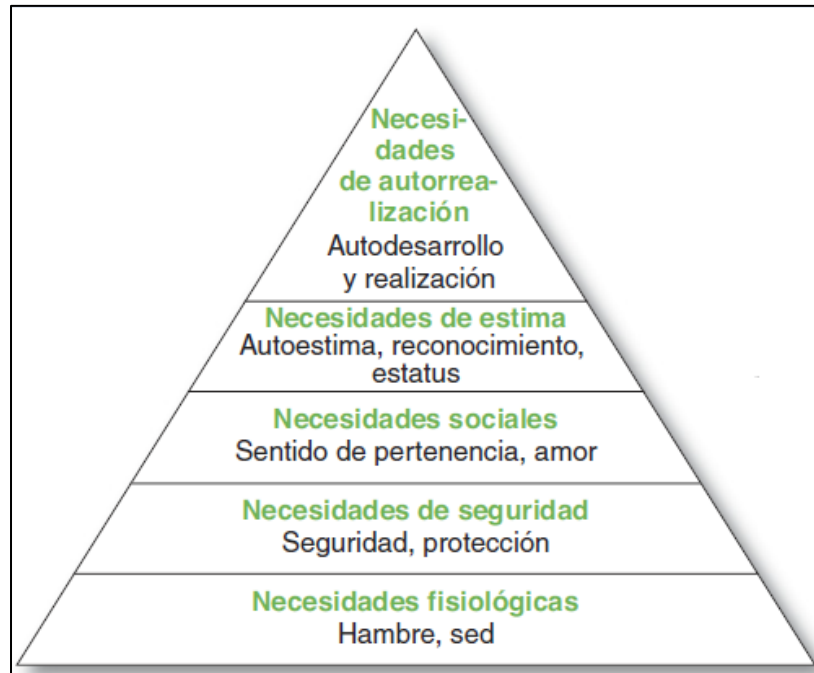 Necesi-
dades
de autorrea-
lización
Autodesarrollo
y realización
Necesidades de estima
Autoestima, reconocimiento,
estatus
Necesidades sociales
Sentido de pertenencia, amor
Necesidades de seguridad
Seguridad, protección
Necesidades fisiológicas
Hambre, sed